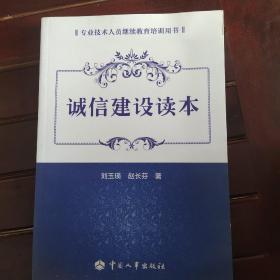 专业技术人员继续教育培训用书
诚信建设读本
刘玉瑛 赵长芬 著
中国人事出版社